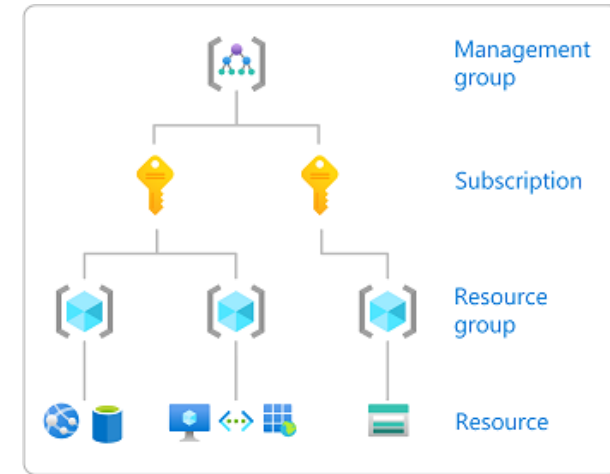 Management
group
Subscription
Resource
group
Resource